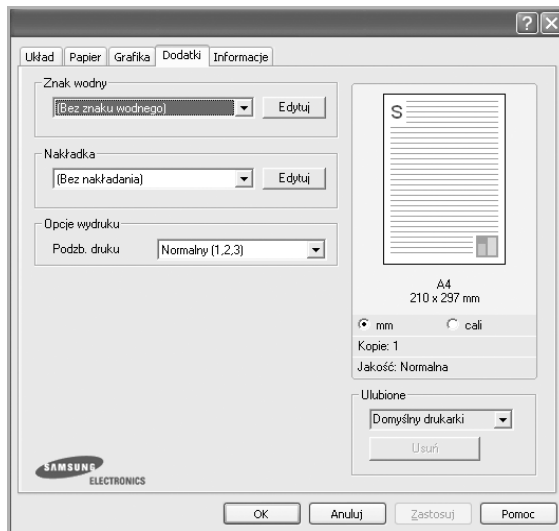 Układ Papier Grafika Dodatki Informacje
Znak wodny
(Bez znaku wodnego)
Edytuj
Nakładka
(Bez nakładania)
Edytuj
Opcje wydruku
Podzb. druku
Normalny (1,2,3)
S
A4
210 x 297 mm
mm
cali
Kopie: 1
Jakość: Normalna
Ulubione
Domyślny drukarki
Usuń
SAMSUNG
ELECTRONICS
OK
Anuluj
Zastosuj
Pomoc